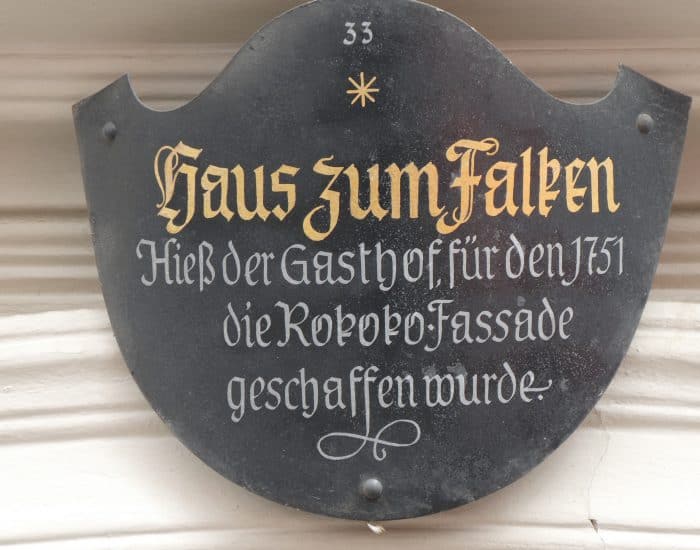 33
Haus zum Falken
Hieß der Gasthof, für den 1751
die Rokoko-Fassade
geschaffen wurde.